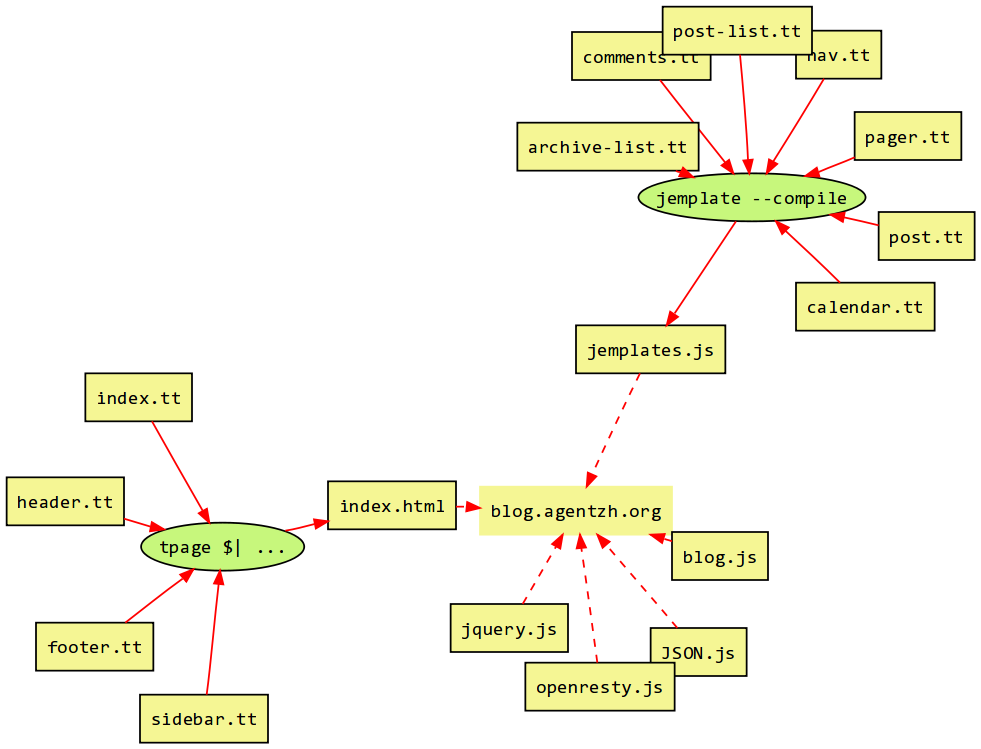 post-list.tt
comments.tt
nav.tt
pager.tt
archive-list.tt
jemplate --compile
post.tt
calendar.tt
jemplates.js
index.tt
header.tt
index.html
blog.agentzh.org
tpage $| ...
blog.js
jquery.js
footer.tt
JSON.js
openresty.js
sidebar.tt